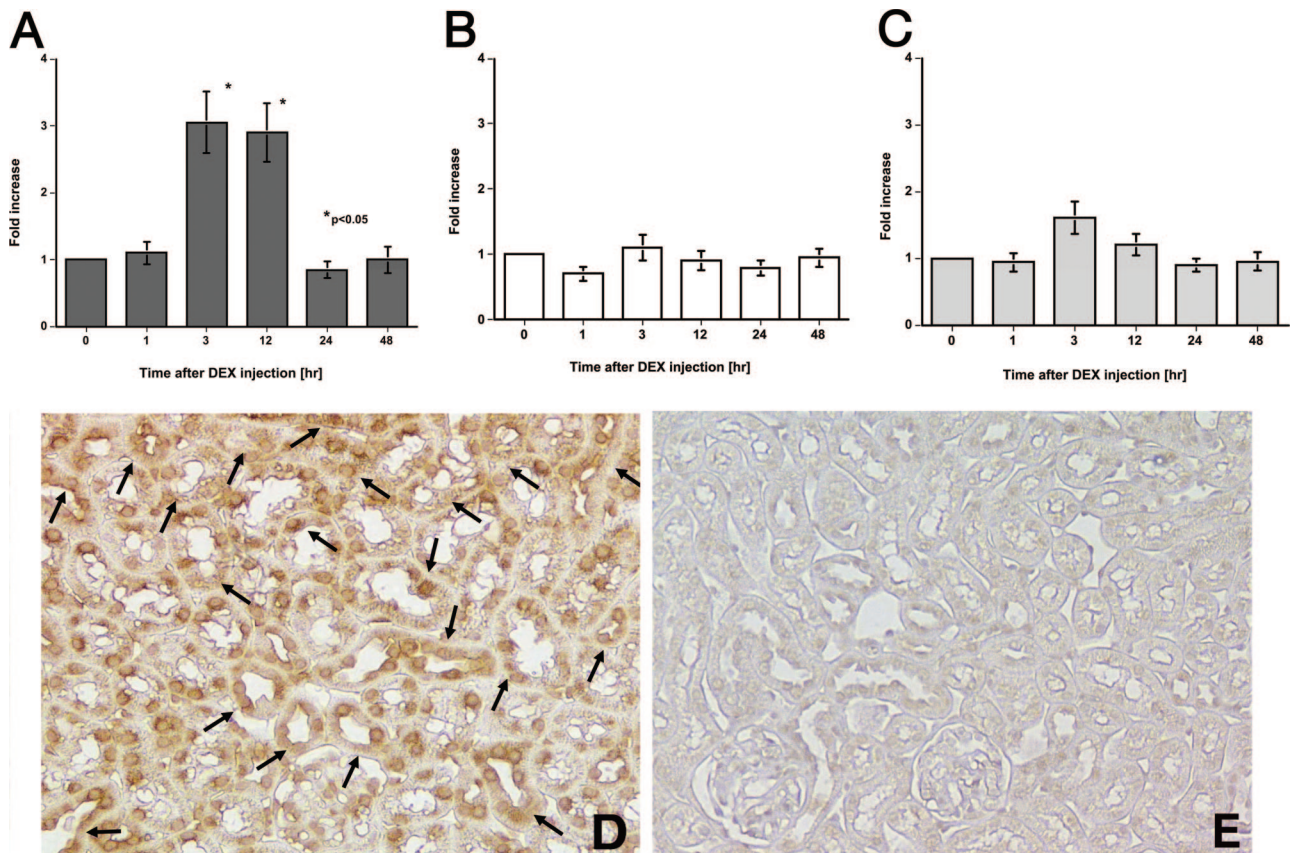 A
4
3
2
1
0
Fold increase
*
*
*p<0.05
0 1 3 12 24 48
Time after DEX injection [hr]
B
4
3
2
1
0
Fold increase
0 1 3 12 24 48
Time after DEX injection [hr]
C
4
3
2
1
0
Fold increase
0 1 3 12 24 48
Time after DEX injection [hr]
D
E